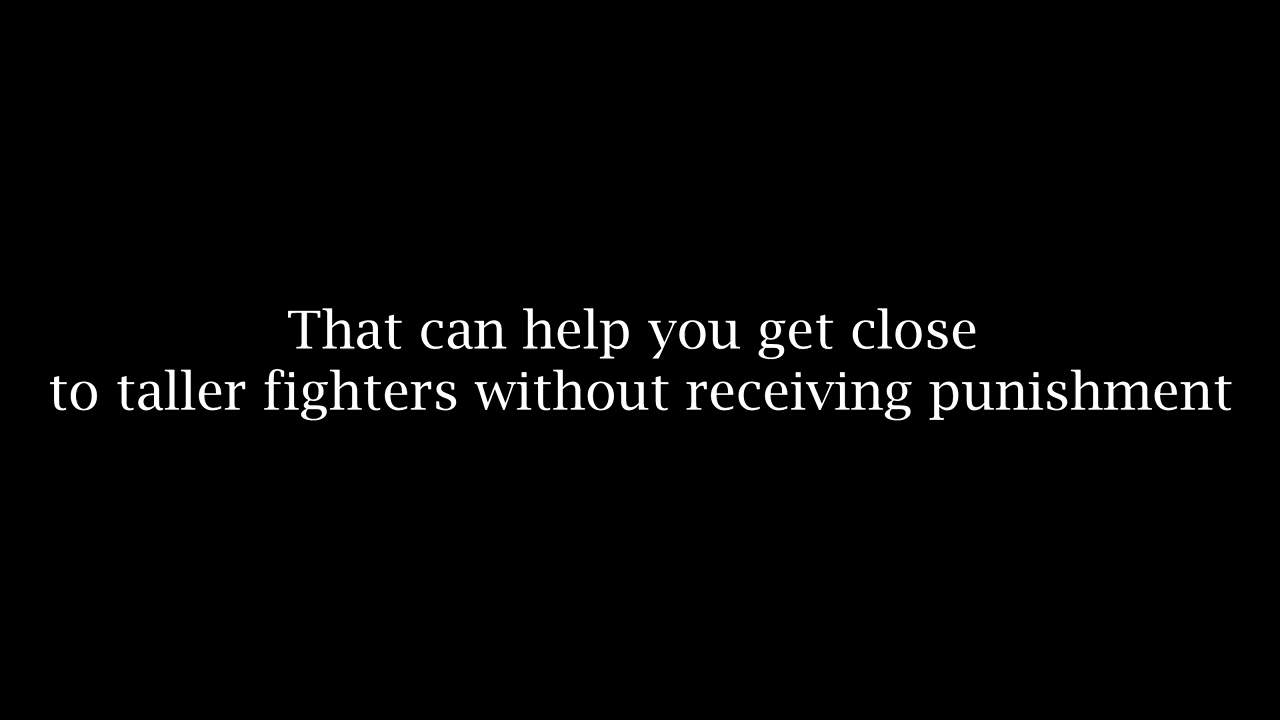 That can help you get close
to taller fighters without receiving punishment